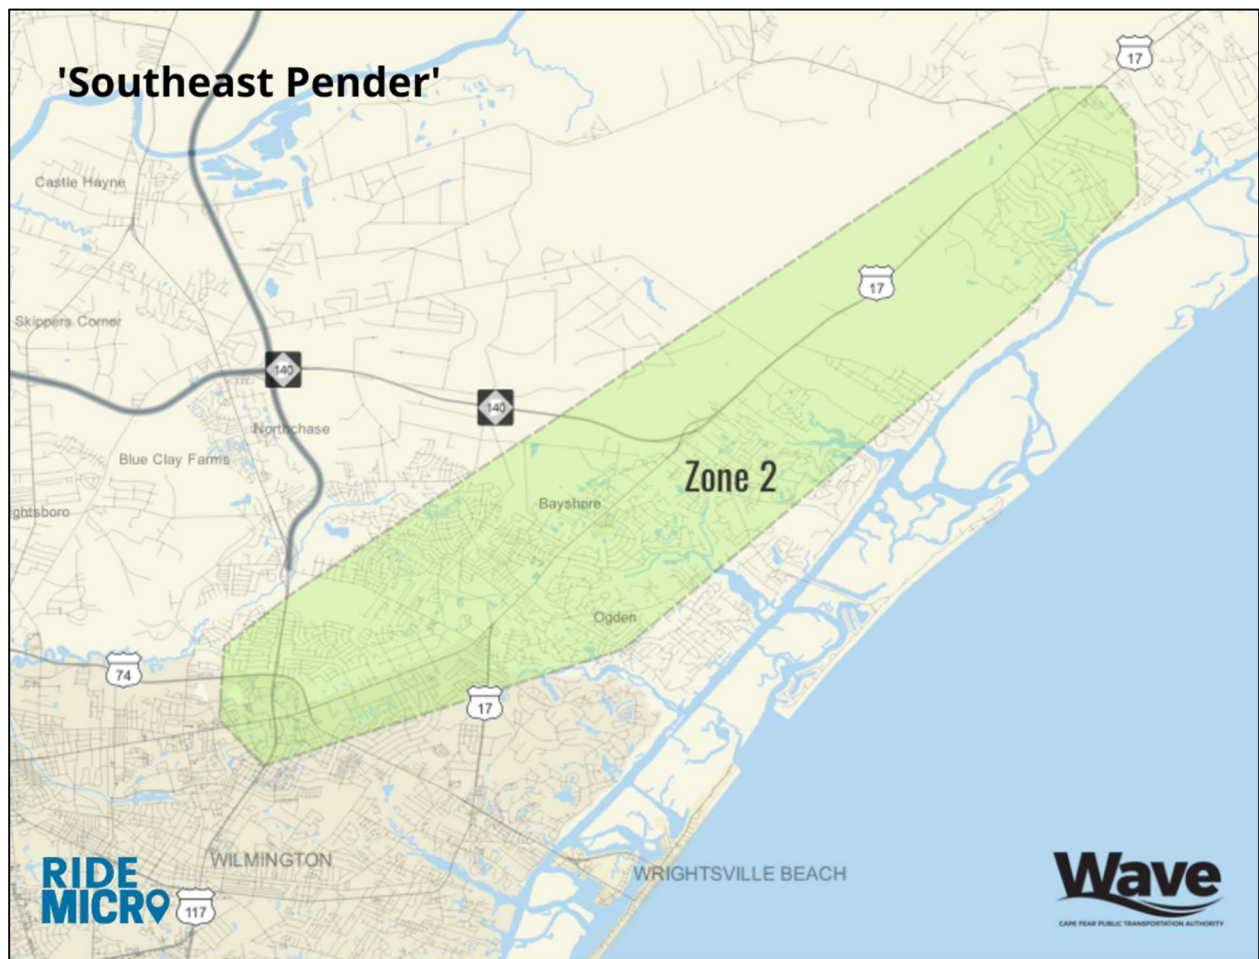 'Southeast Pender'
17
Castle Hayne
17
Skippers Corner
140
140
Northchase
Blue Clay Farms
Zone 2
Bayshore
ghtsboro
Ogden
74
17
WILMINGTON
WRIGHTSVILLE BEACH
RIDE
MICRO
117
Wave
CAPE FEAR PUBLIC TRANSPORTATION AUTHORITY